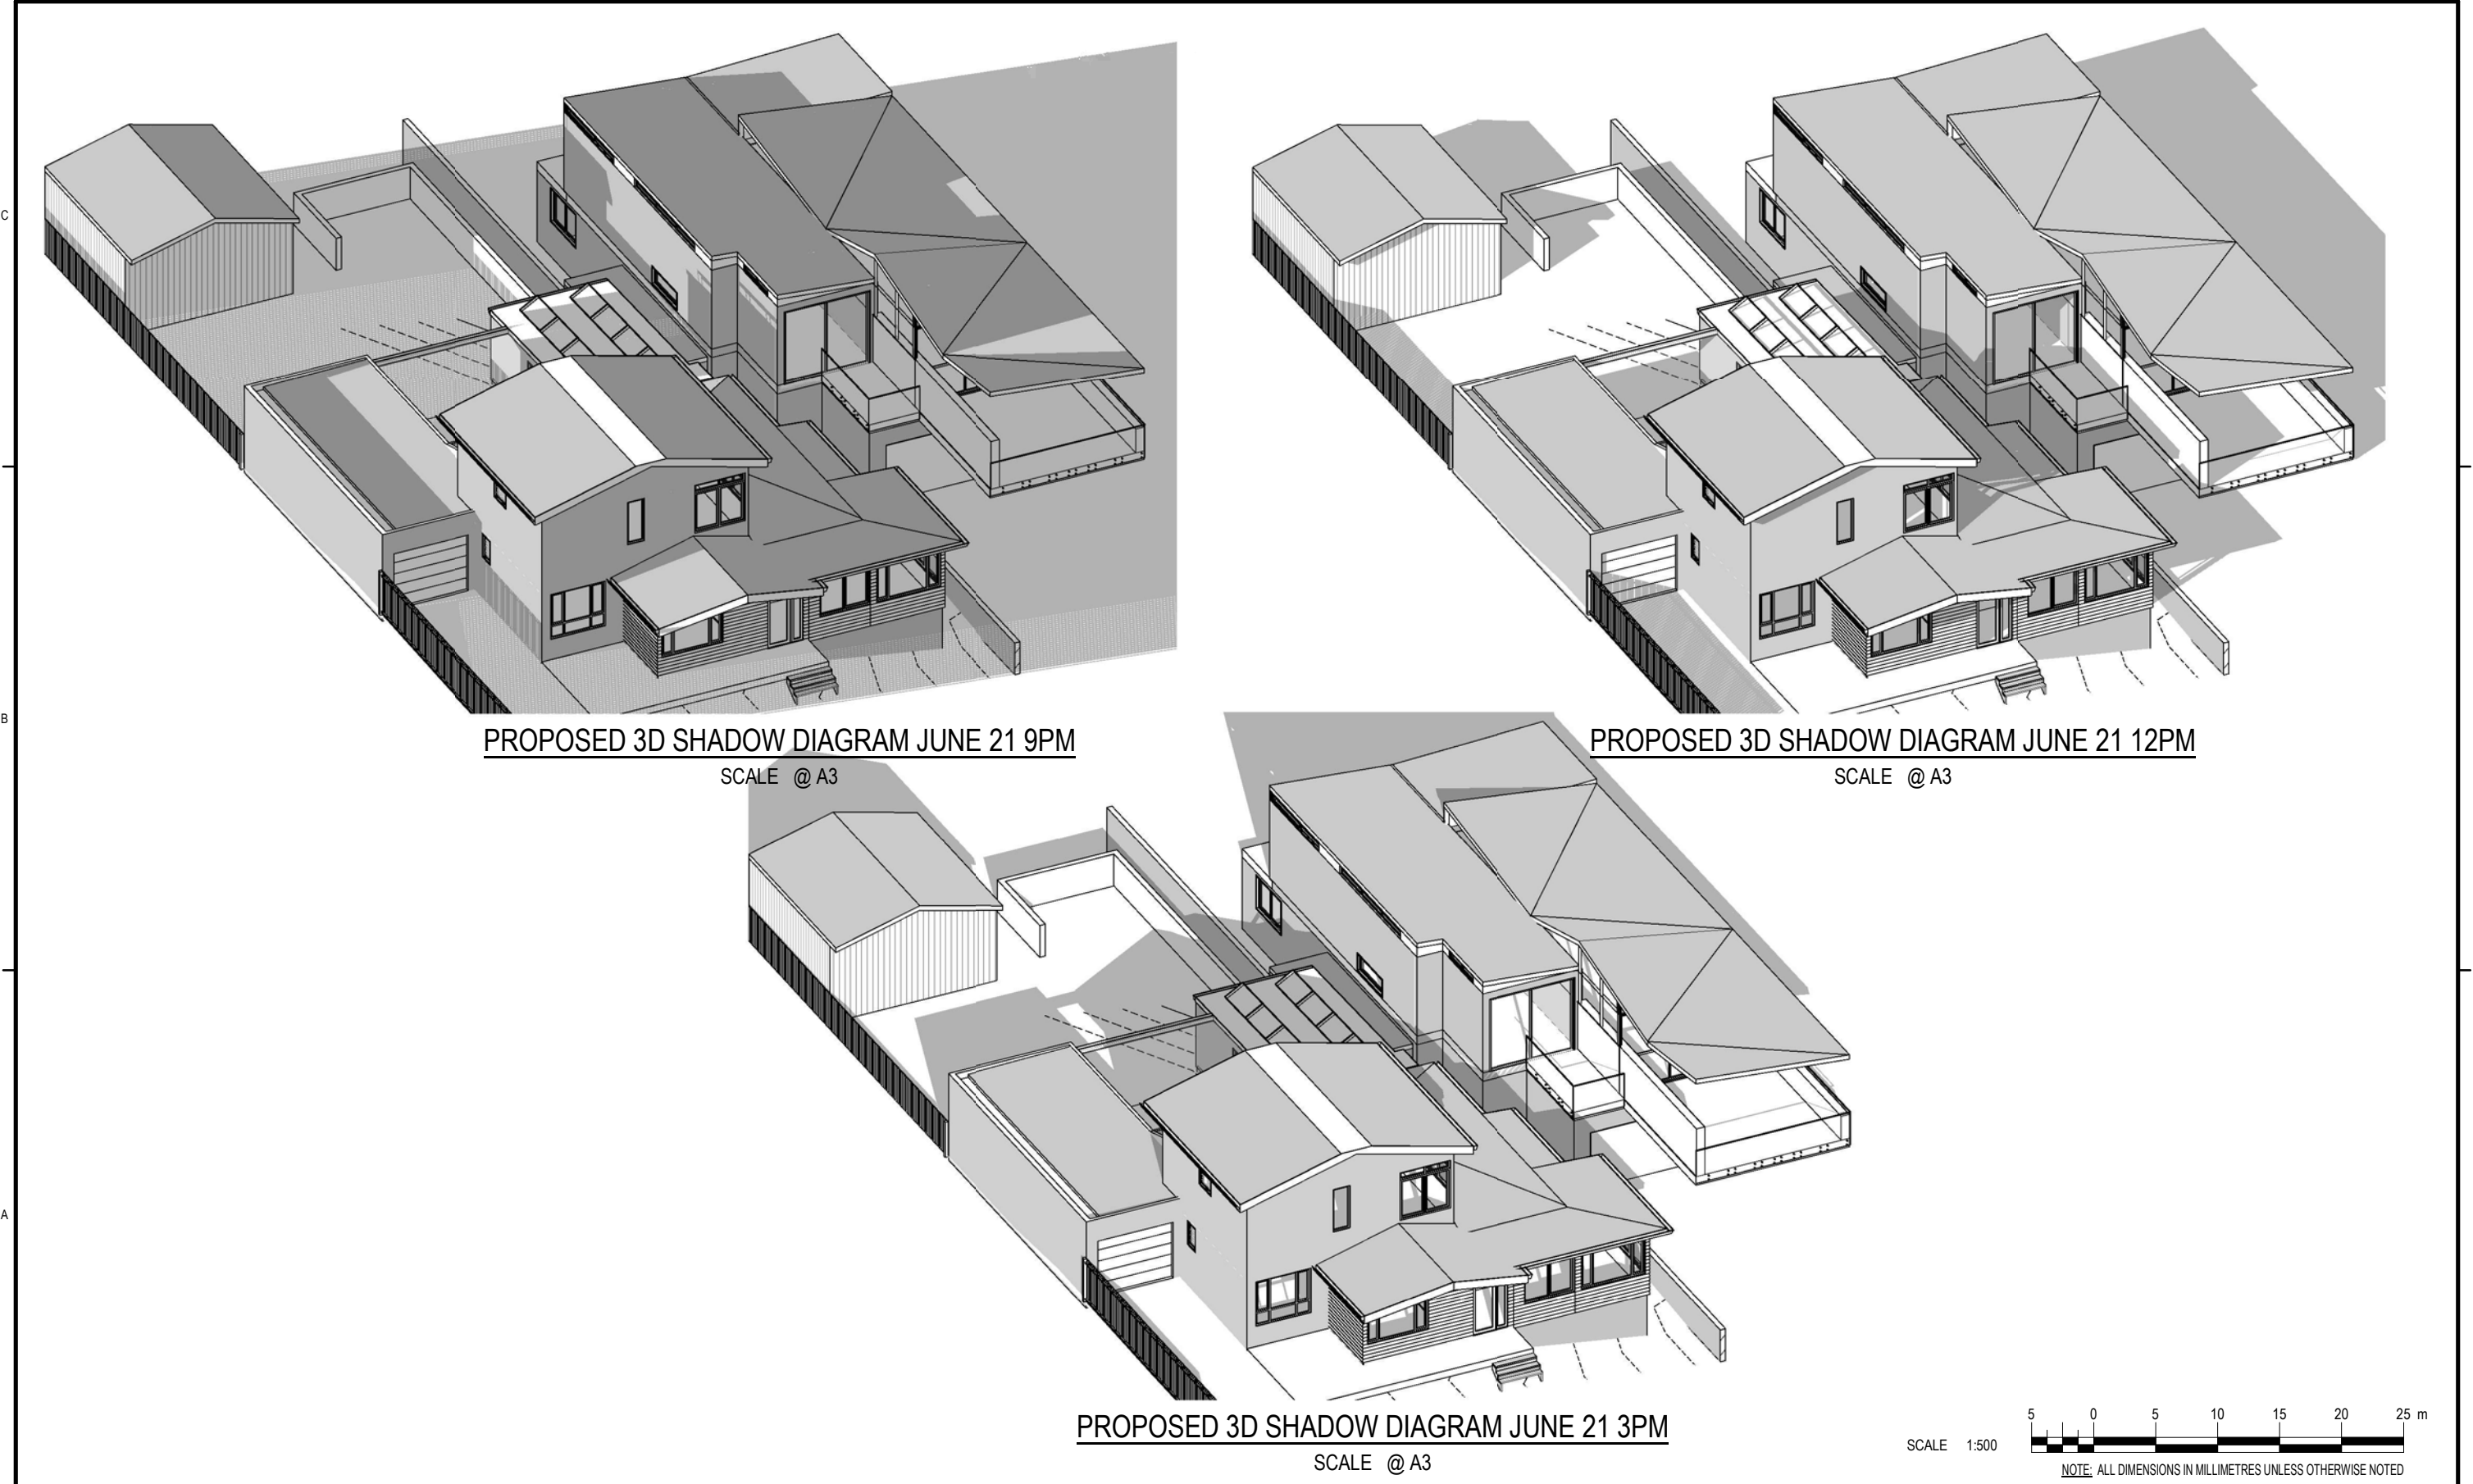 C
B
A
PROPOSED 3D SHADOW DIAGRAM JUNE 21 9PM
SCALE @ A3
PROPOSED 3D SHADOW DIAGRAM JUNE 21 12PM
SCALE @ A3
PROPOSED 3D SHADOW DIAGRAM JUNE 21 3PM
SCALE @ A3
5 0 5 10 15 20 25 m
SCALE 1:500
NOTE: ALL DIMENSIONS IN MILLIMETRES UNLESS OTHERWISE NOTED